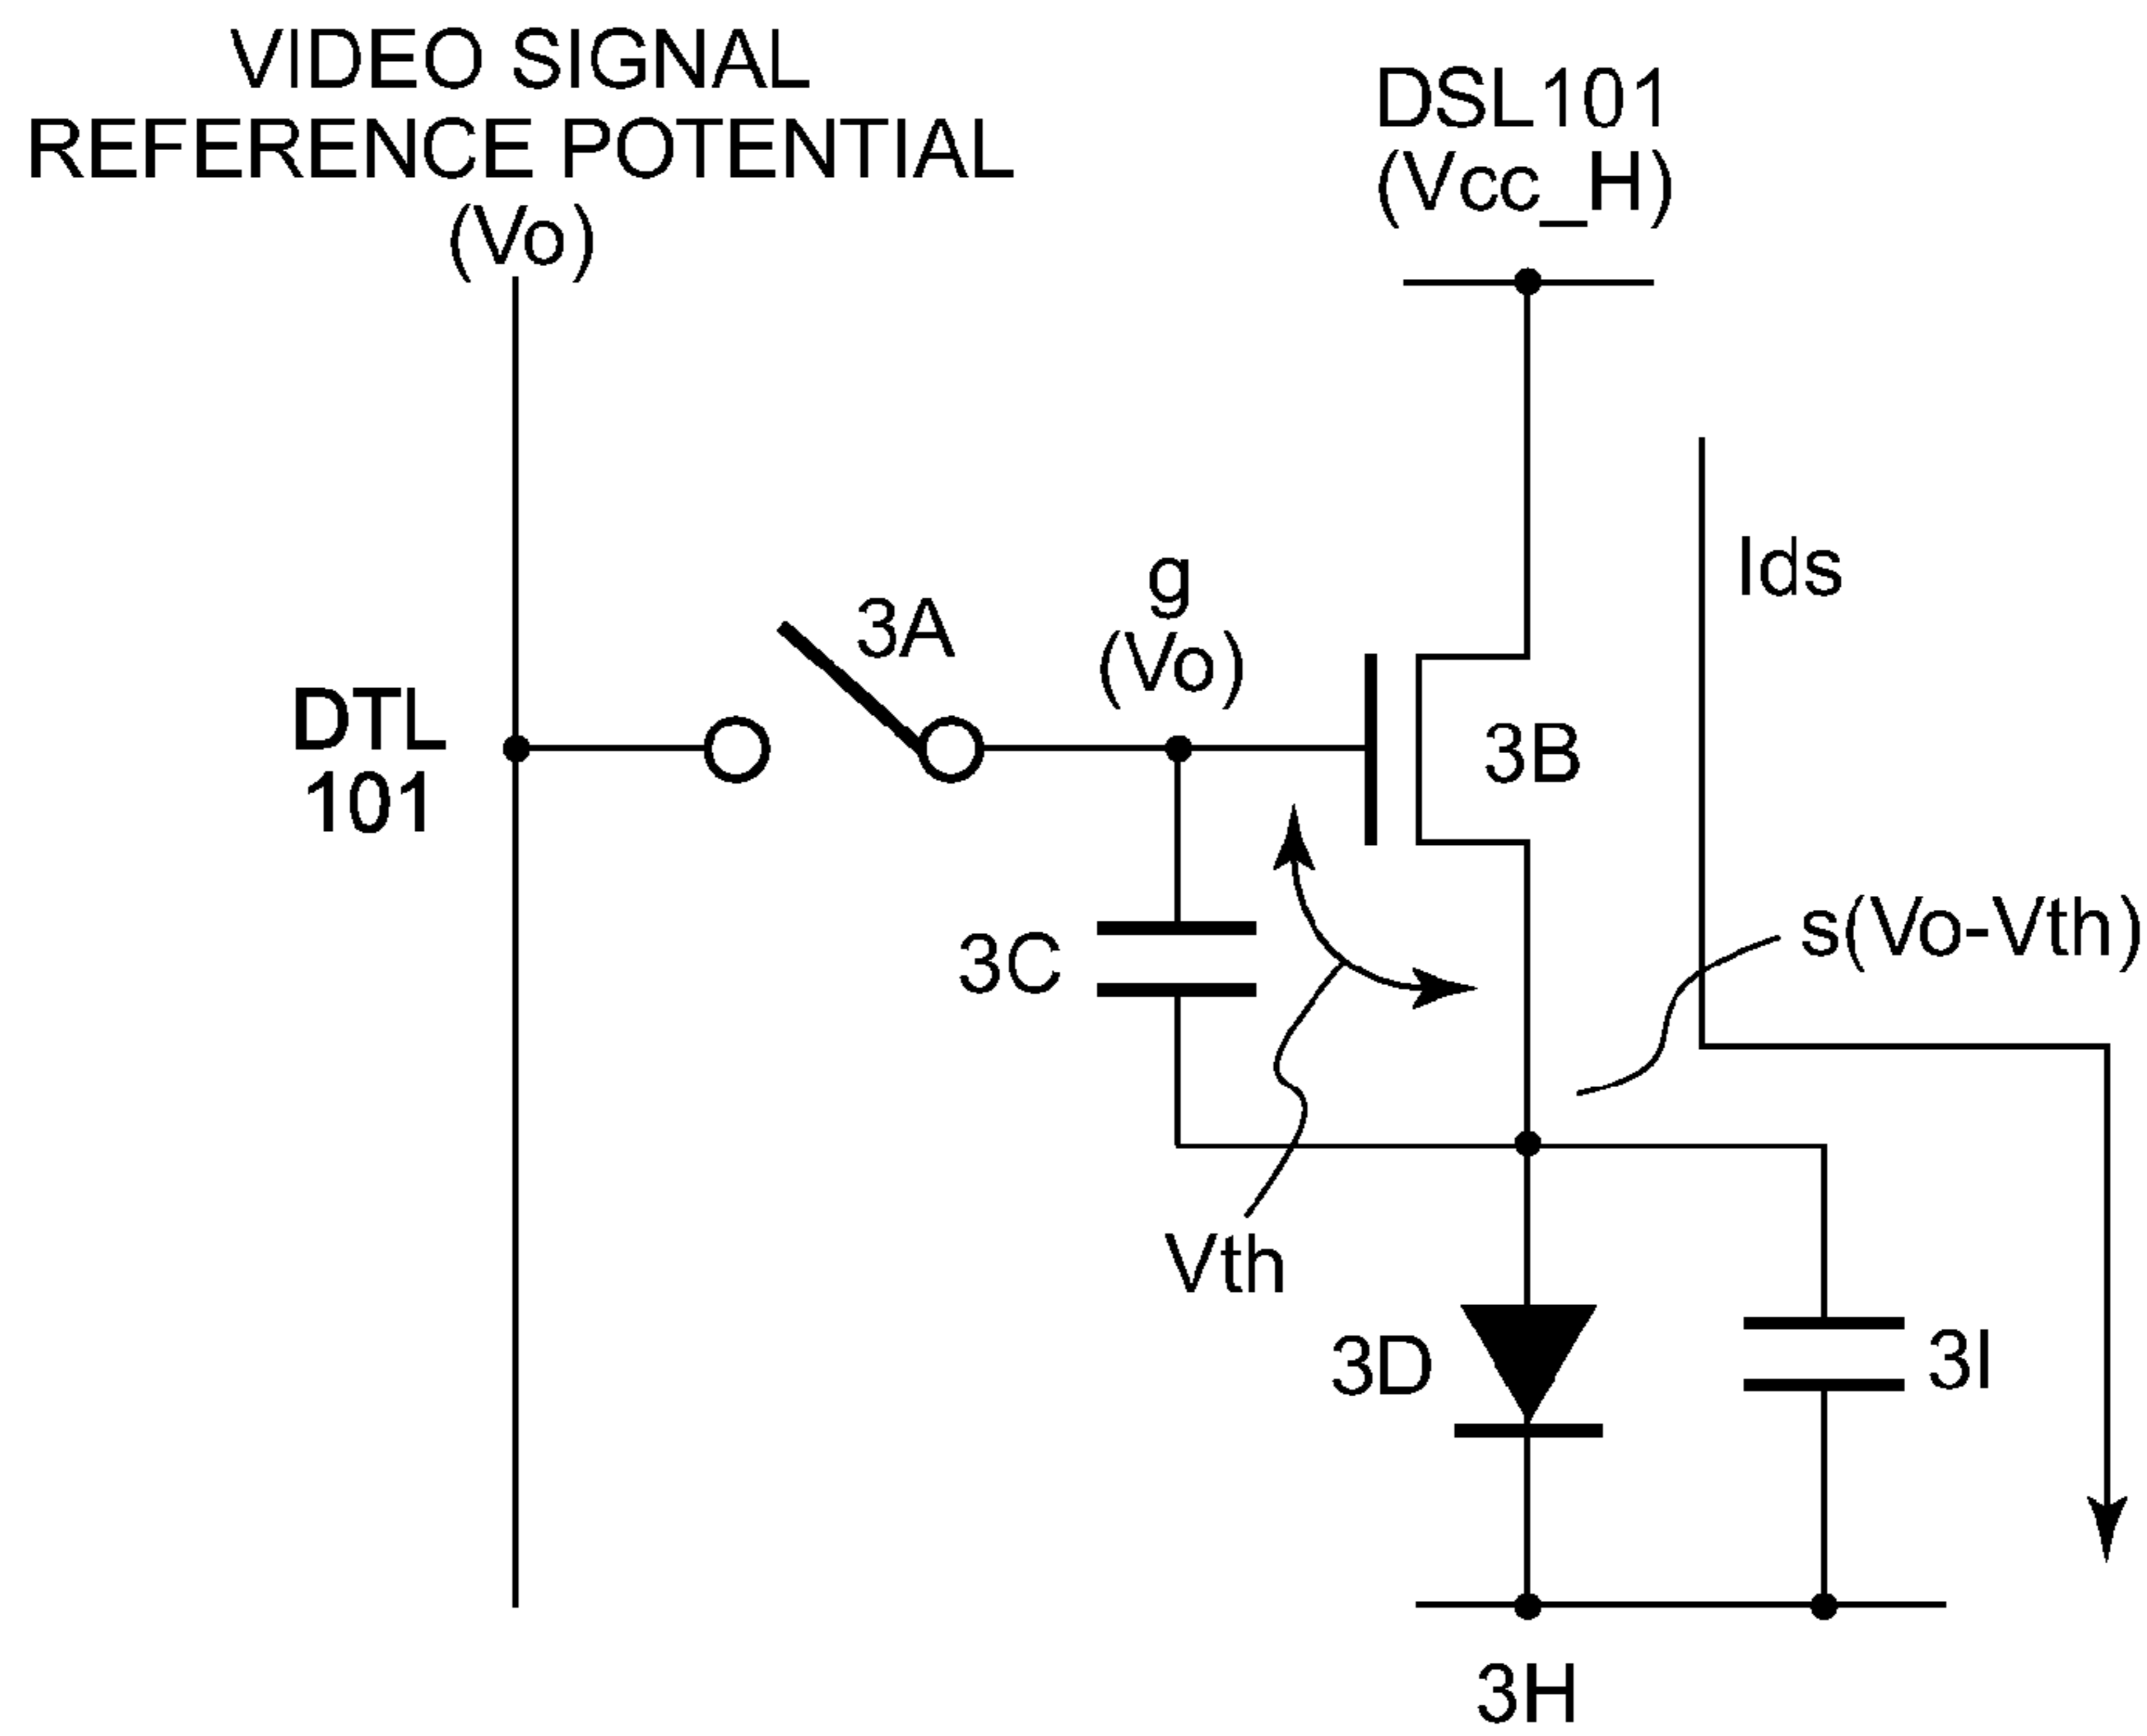 VIDEO SIGNAL
REFERENCE POTENTIAL
(Vo)
DSL101
(Vcc_H)
Ids
g
(Vo)
3A
DTL
101
3B
3C
s(Vo-Vth)
Vth
3D
3I
3H